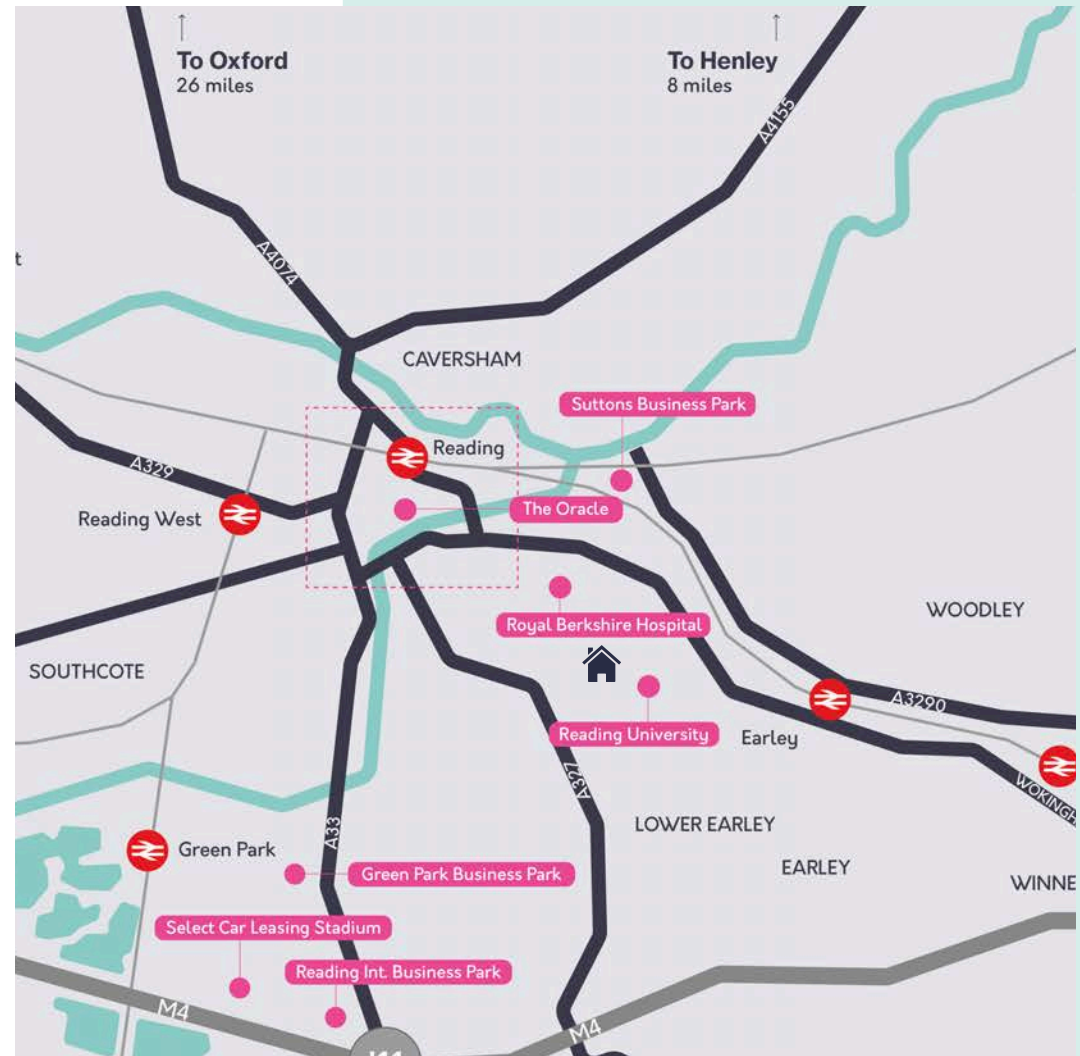 To Oxford
26 miles
To Henley
8 miles
A4155
t
A4074
CAVERSHAM
Suttons Business Park
Reading
A329
The Oracle
Reading West
WOODLEY
Royal Berkshire Hospital
SOUTHCOTE
A3290
Reading University
Earley
A327
WOKINGH
LOWER EARLEY
A33
Green Park
EARLEY
Green Park Business Park
WINNE
Select Car Leasing Stadium
Reading Int. Business Park
M4
M4